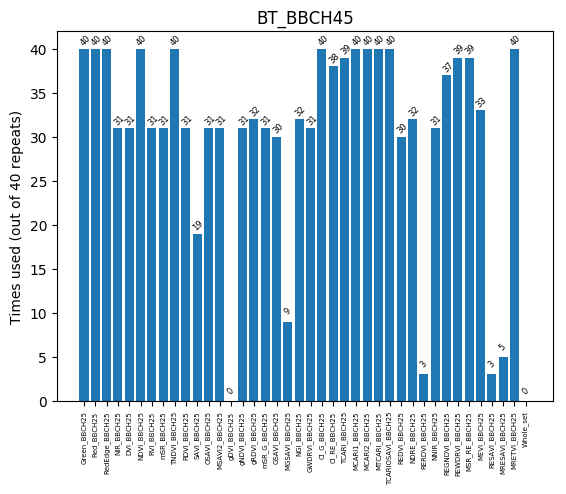 BT_BBCH45
Times used (out of 40 repeats)
40
35
30
25
20
15
10
5
0
40 40 40 31 31 40 31 31 40 31 19 31 31 0 31 32 31 30 9 32 31 40 38 39 40 40 40 40 30 32 3 31 37 39 39 33 3 5 40 0
Green_BBCH25
Red_BBCH25
RedEdge_BBCH25
NIR_BBCH25
DVI_BBCH25
NDVI_BBCH25
RVI_BBCH25
mSR_BBCH25
TNDVI_BBCH25
RDVI_BBCH25
SAVI_BBCH25
OSAVI_BBCH25
MSAVI2_BBCH25
gDVI_BBCH25
gNDVI_BBCH25
gRDVI_BBCH25
mSR_G_BBCH25
GSAVI_BBCH25
MGSAVI_BBCH25
NGI_BBCH25
GWDRVI_BBCH25
CI_G_BBCH25
CI_RE_BBCH25
TCARI_BBCH25
MCARI1_BBCH25
MCARI2_BBCH25
MTCARI_BBCH25
TCARIOSAVI_BBCH25
REDVI_BBCH25
NDRE_BBCH25
RERDVI_BBCH25
NNIR_BBCH25
REGNDVI_BBCH25
REWDRVI_BBCH25
MSR_RE_BBCH25
MEVI_BBCH25
RESAVI_BBCH25
MRESAVI_BBCH25
MRETVI_BBCH25
Whole_set